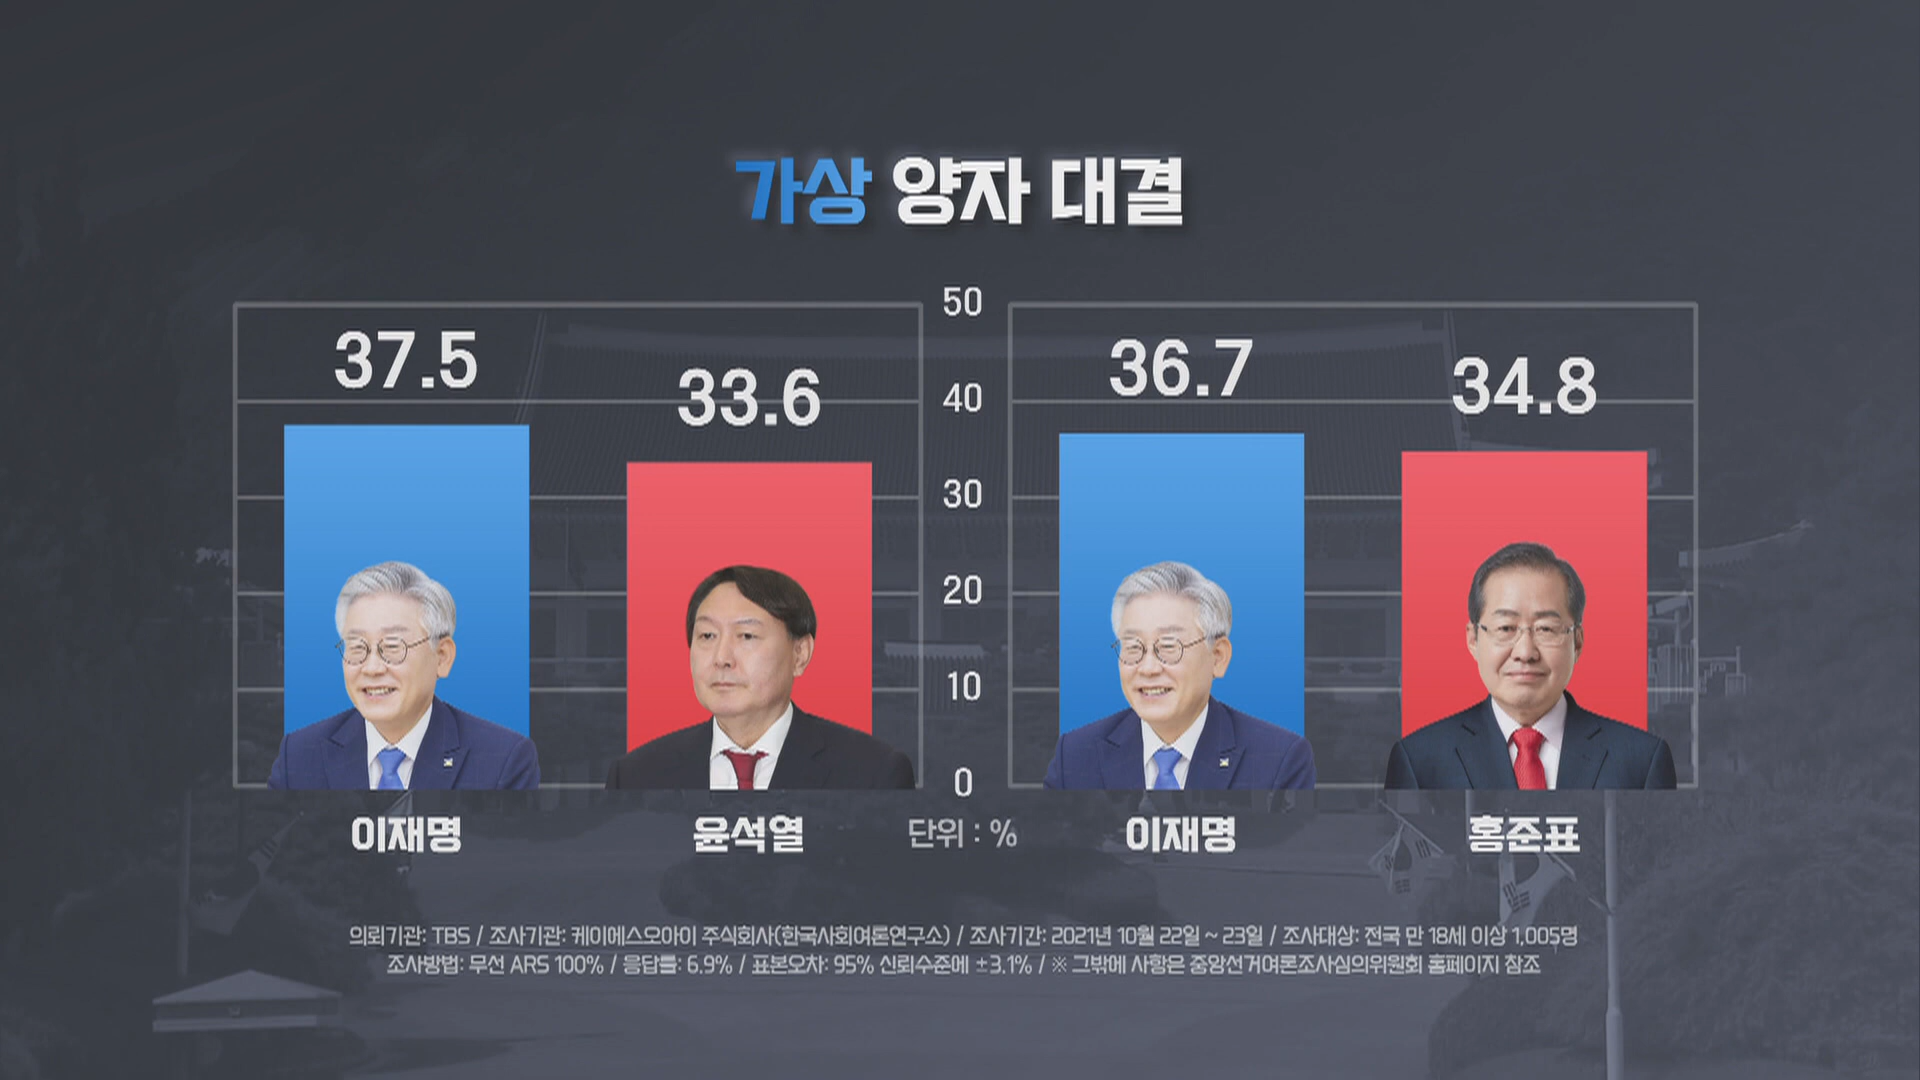 가상 양자 대결
50
40
30
20
10
0
37.5
33.6
36.7
34.8
이재명
윤석열
단위 : %
이재명
홍준표
의뢰기관: TBS / 조사기관: 케이에스오아이 주식회사(한국사회여론연구소) / 조사기간: 2021년 10월 22일 ~ 23일 / 조사대상: 전국 만 18세 이상 1,005명
조사방법: 무선 ARS 100% / 응답률: 6.9% / 표본오차: 95% 신뢰수준에 ±3.1% / ※ 그밖에 사항은 중앙선거여론조사심의위원회 홈페이지 참조